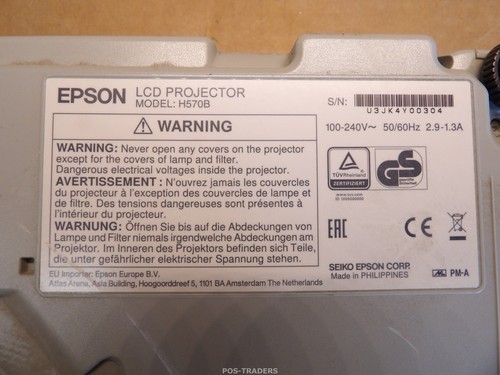 EPSON LCD PROJECTOR
MODEL: H570B
S/N:
U3JK4Y00304
100-240V~ 50/60Hz 2.9-1.3A
WARNING
WARNING: Never open any covers on the projector
except for the covers of lamp and filter.
Dangerous electrical voltages inside the projector.
AVERTISSEMENT : N'ouvrez jamais les couvercles
du projecteur à l'exception des couvercles de lampe et
de filtre. Des tensions dangereuses sont présentes à
l'intérieur du projecteur.
WARNUNG: Öffnen Sie bis auf die Abdeckungen von
Lampe und Filter niemals irgendwelche Abdeckungen am
Projektor. Im Inneren des Projektors befinden sich Teile,
die unter gefährlicher elektrischer Spannung stehen.
EU Importer: Epson Europe B.V.
Atlas Arena, Asia Building, Hoogoorddreef 5, 1101 BA Amsterdam The Netherlands
TÜVRheinland
ZERTIFIZIERT
www.tuv.com
GS
EAC
CE
SEIKO EPSON CORP.
Made in PHILIPPINES
PM-A
POS-TRADERS